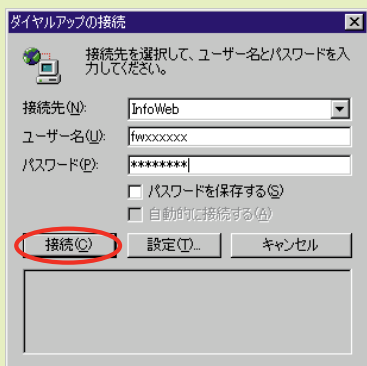 ダイヤルアップの接続
接続先を選択して、ユーザー名とパスワードを入
力してください。
接続先(N):
InfoWeb
ユーザー名(U):
fwxxxxxx
パスワード(P):
********
パスワードを保存する(S)
自動的に接続する(A)
接続(C)
設定(T)...
キャンセル